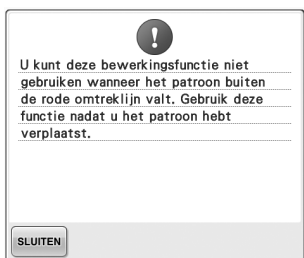 U kunt deze bewerkingsfunctie niet
gebruiken wanneer het patroon buiten
de rode omtreklijn valt. Gebruik deze
functie nadat u het patroon hebt
verplaatst.
SLUITEN